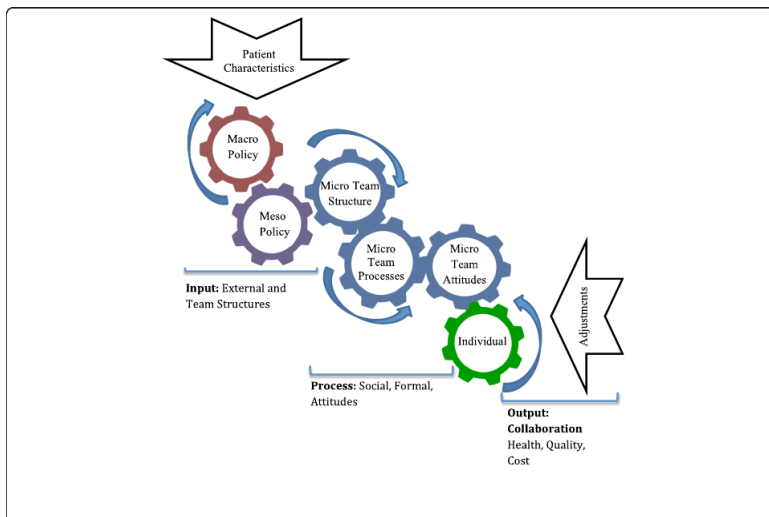 Patient
Characteristics
Macro
Policy
Micro Team
Structure
Meso
Policy
Micro
Team
Processes
Micro
Team
Attitudes
Input: External and
Team Structures
Adjustments
Individual
Process: Social, Formal,
Attitudes
Output:
Collaboration
Health, Quality,
Cost